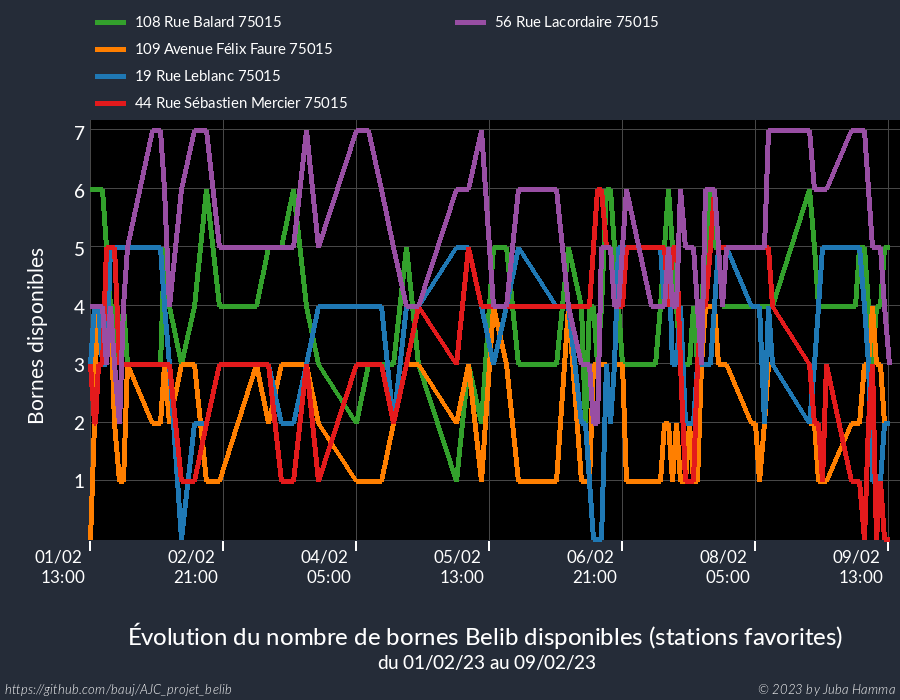 108 Rue Balard 75015
109 Avenue Félix Faure 75015
19 Rue Leblanc 75015
44 Rue Sébastien Mercier 75015
56 Rue Lacordaire 75015
Bornes disponibles
7
6
5
4
3
2
1
01/02 13:00
02/02 21:00
04/02 05:00
05/02 13:00
06/02 21:00
08/02 05:00
09/02 13:00
Évolution du nombre de bornes Belib disponibles (stations favorites)
du 01/02/23 au 09/02/23
https://github.com/bauj/AJC_projet_belib
© 2023 by Juba Hamma